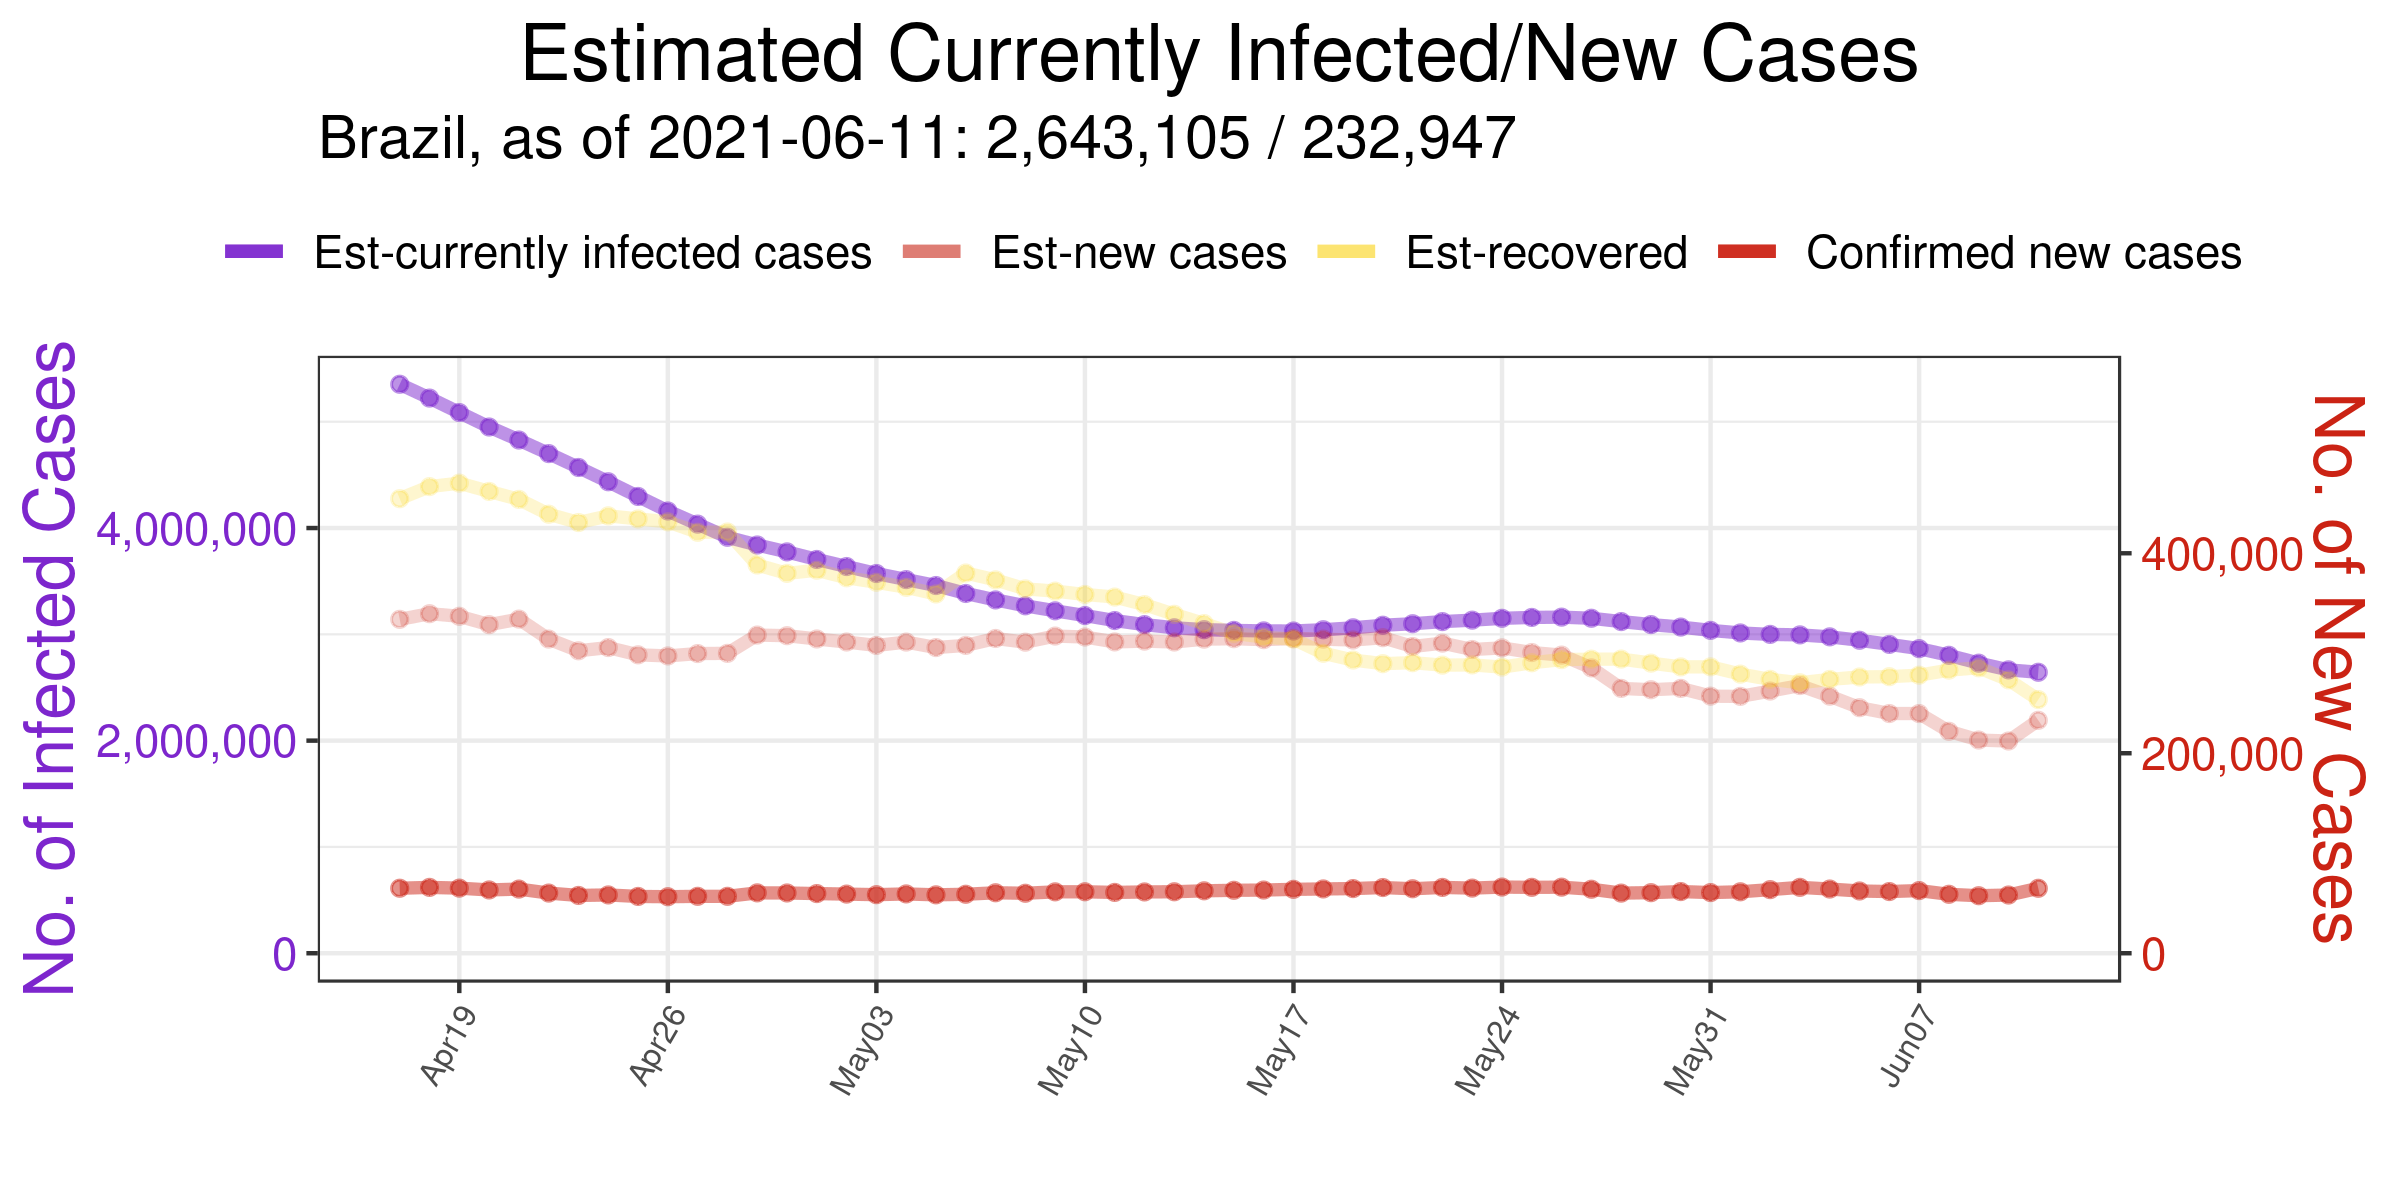 Estimated Currently Infected/New Cases
Brazil, as of 2021-06-11: 2,643,105 / 232,947
Est-currently infected cases Est-new cases Est-recovered Confirmed new cases
No. of Infected Cases
4,000,000
2,000,000
0
400,000
200,000
0
No. of New Cases
Apr19 Apr26 May03 May10 May17 May24 May31 Jun07